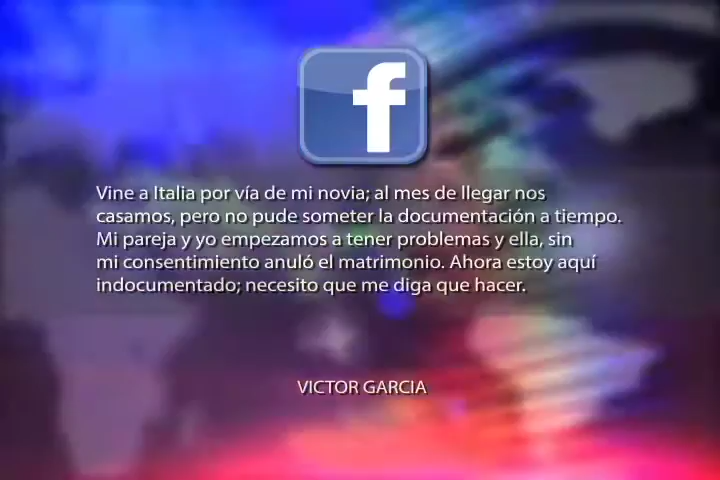 f
Vine a Italia por vía de mi novia; al mes de llegar nos
casamos, pero no pude someter la documentación a tiempo.
Mi pareja y yo empezamos a tener problemas y ella, sin
mi consentimiento anuló el matrimonio. Ahora estoy aquí
indocumentado; necesito que me diga que hacer.
VICTOR GARCIA